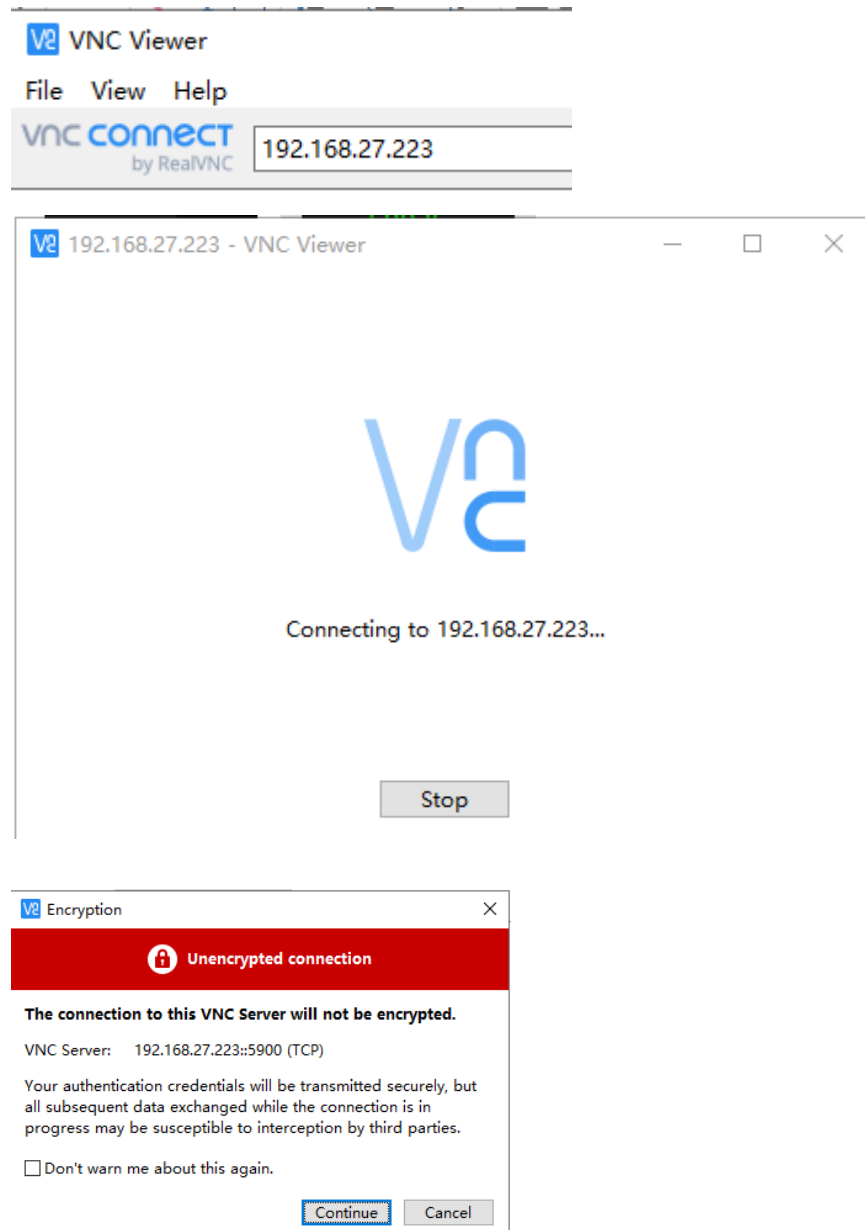 V2 VNC Viewer
File View Help
vnc connect
by RealVNC
192.168.27.223
V2 192.168.27.223 - VNC Viewer
Vnc
Connecting to 192.168.27.223...
Stop
V2 Encryption
Unencrypted connection
The connection to this VNC Server will not be encrypted.
VNC Server: 192.168.27.223::5900 (TCP)
Your authentication credentials will be transmitted securely, but
all subsequent data exchanged while the connection is in
progress may be susceptible to interception by third parties.
Don't warn me about this again.
Continue Cancel